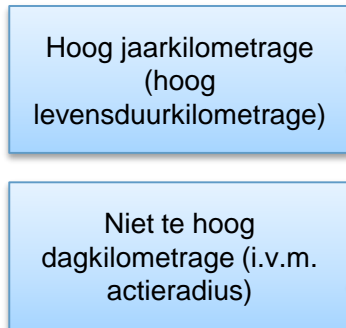 Hoog jaarkilometrage
(hoog
levensduurkilometrage)
Niet te hoog
dagkilometrage (i.v.m.
actieradius)